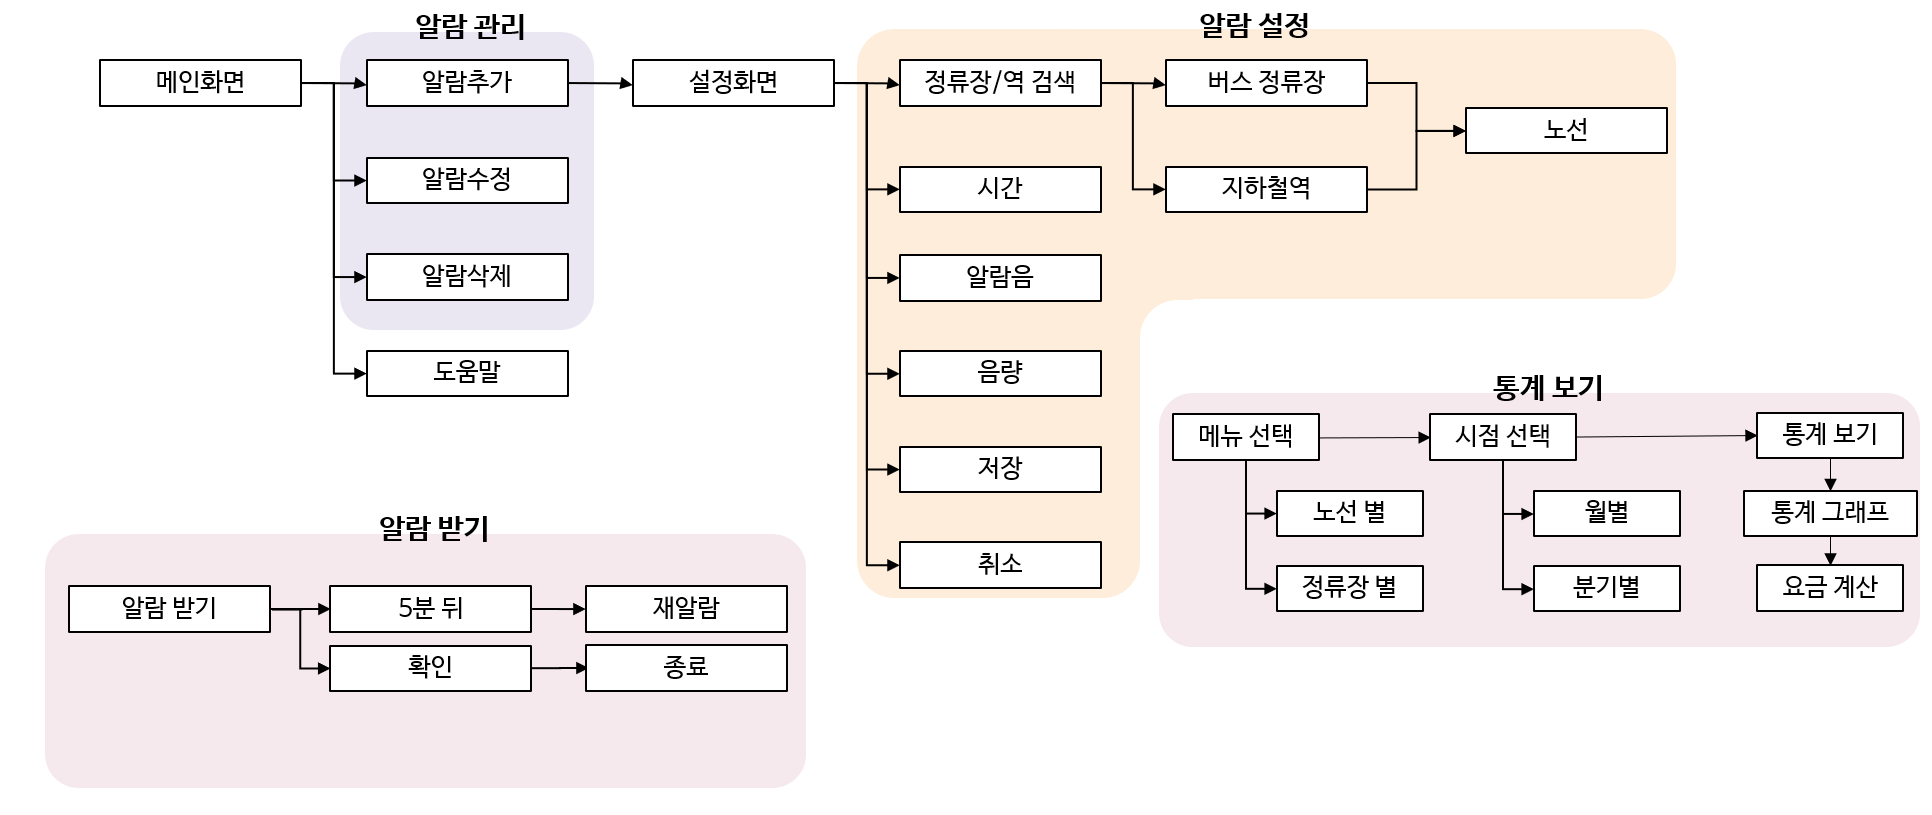 알람 관리
메인화면
알람추가
알람수정
알람삭제
도움말
설정화면
알람 설정
정류장/역 검색
버스 정류장
노선
시간
지하철역
알람음
음량
저장
취소
통계 보기
메뉴 선택
시점 선택
통계 보기
노선 별
월별
통계 그래프
정류장 별
분기별
요금 계산
알람 받기
알람 받기
5분 뒤
재알람
확인
종료